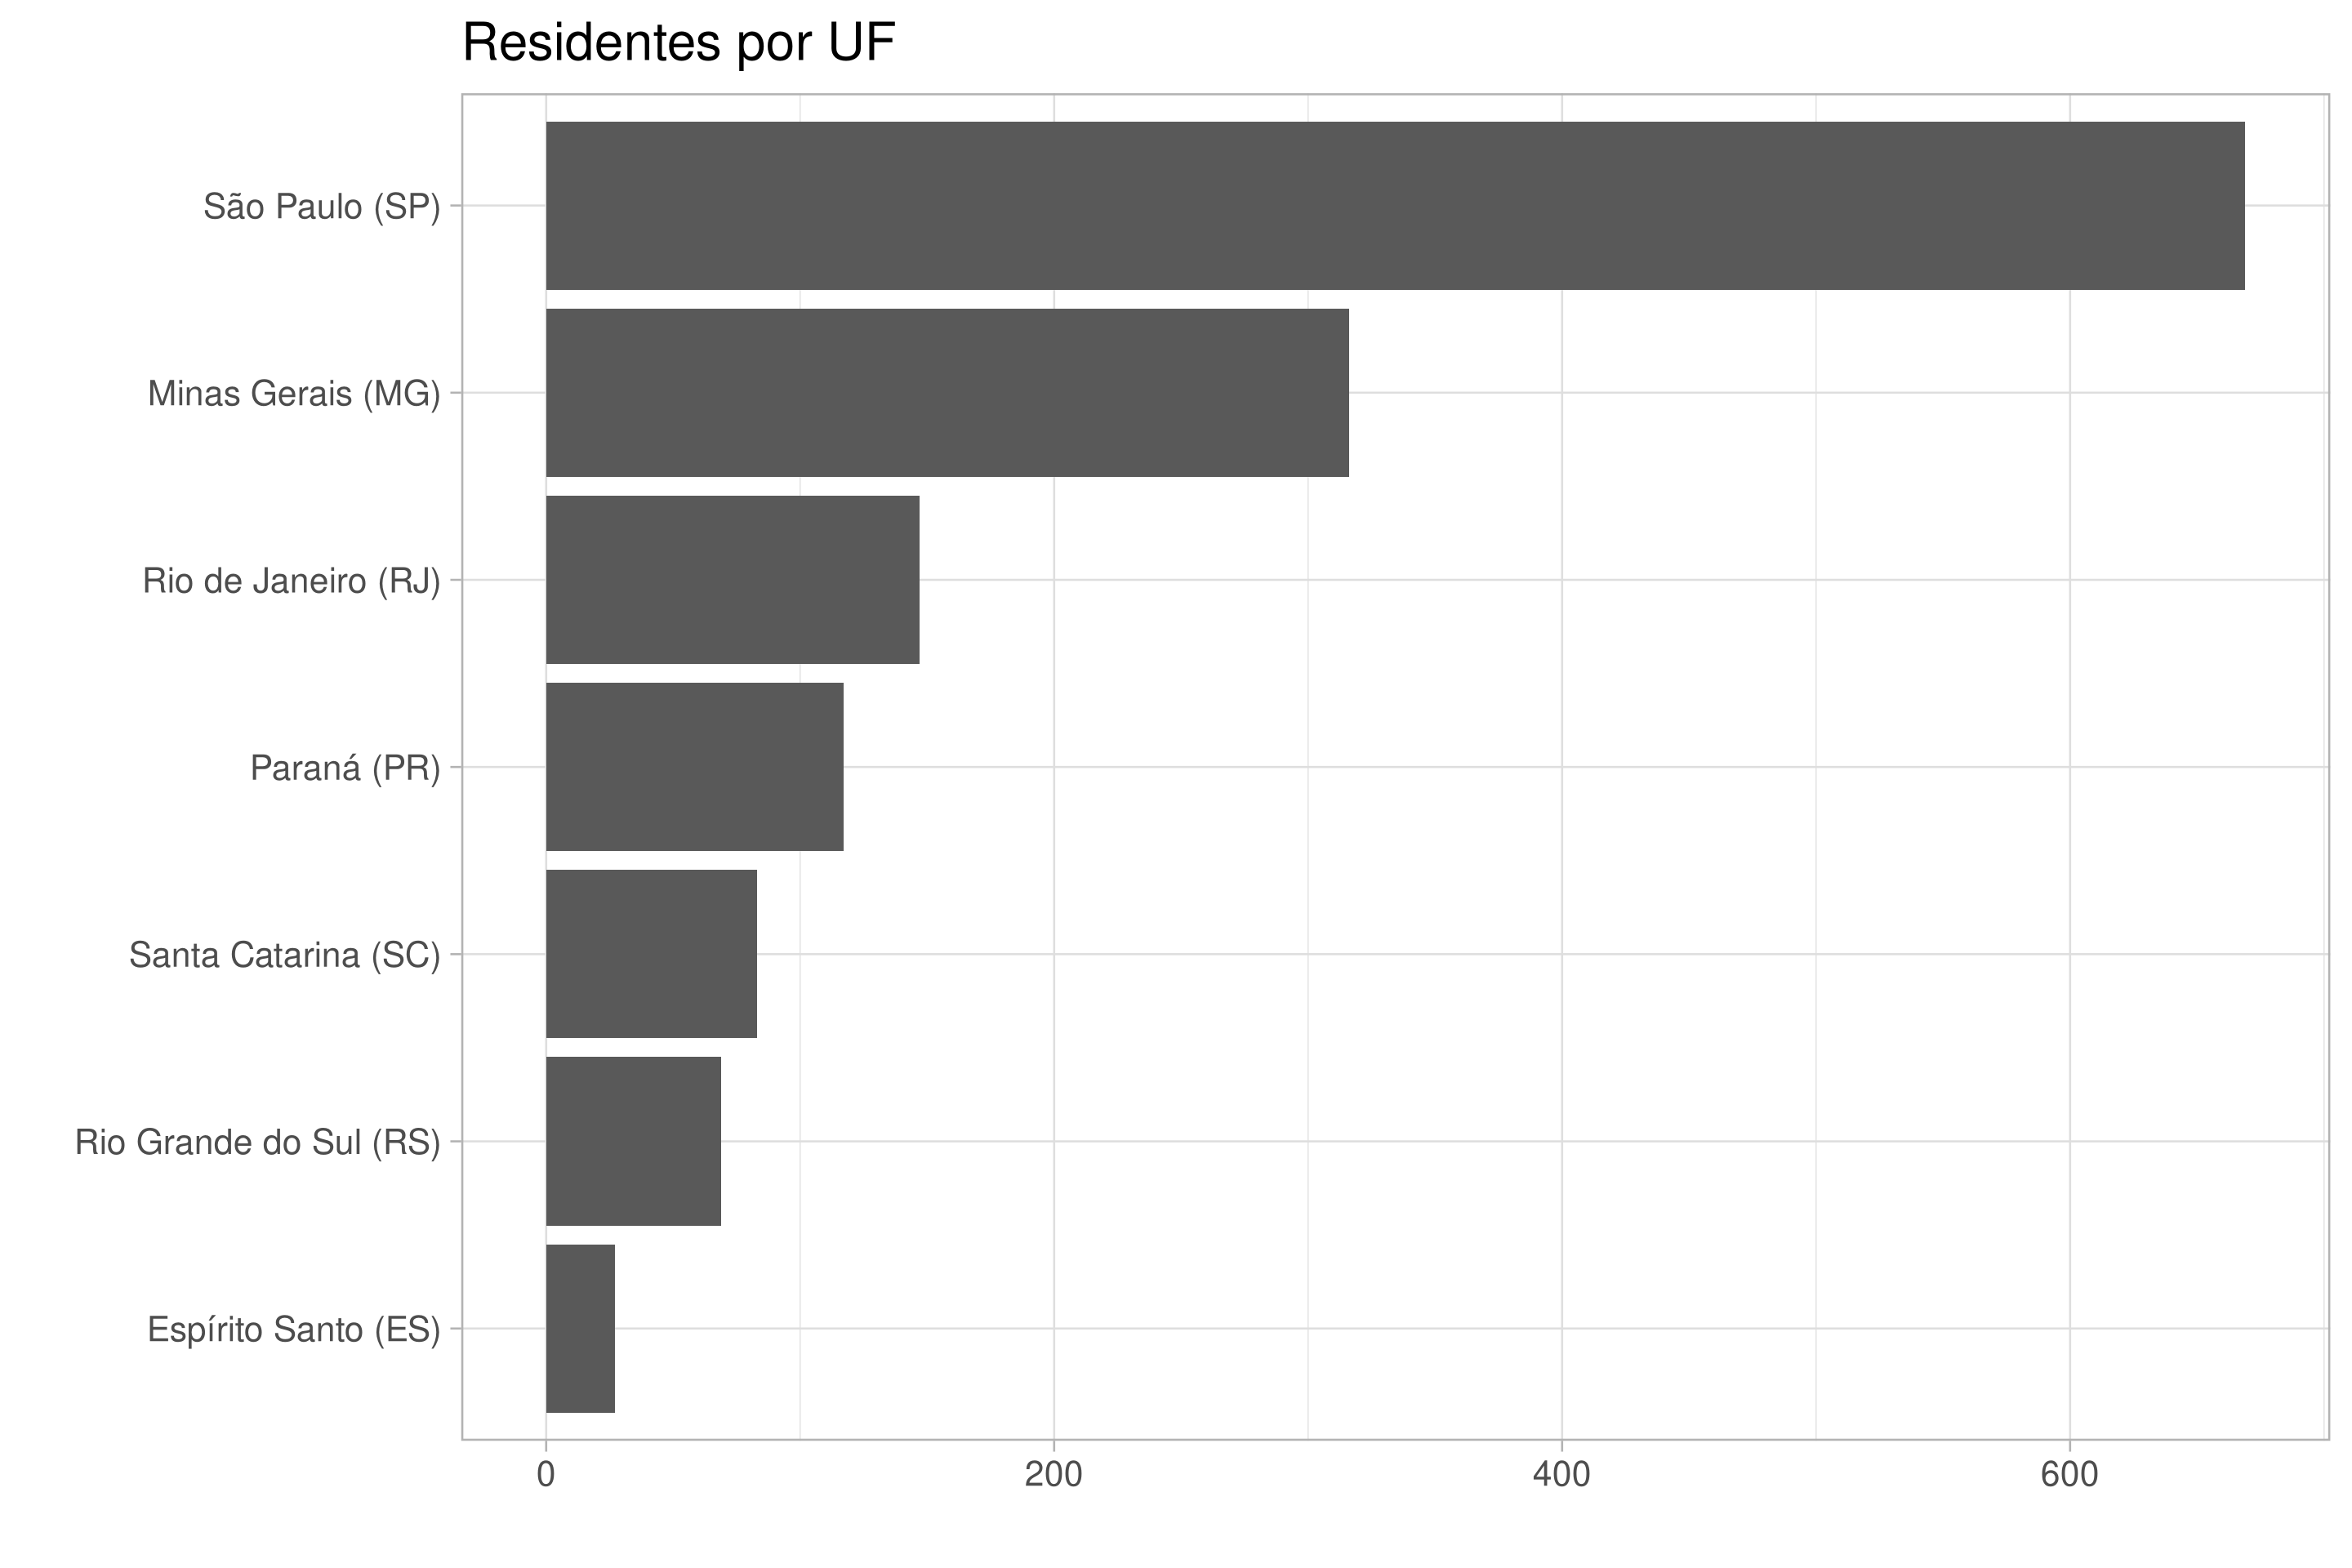 Residentes por UF
São Paulo (SP)
Minas Gerais (MG)
Rio de Janeiro (RJ)
Paraná (PR)
Santa Catarina (SC)
Rio Grande do Sul (RS)
Espírito Santo (ES)
0 200 400 600